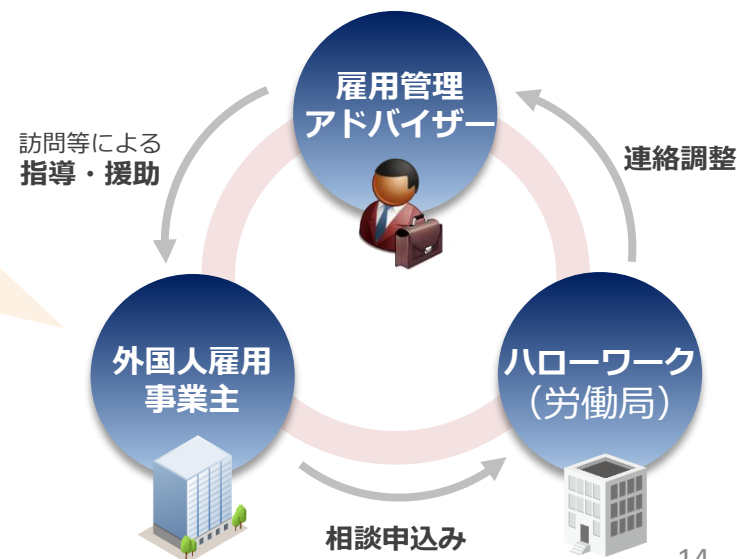 雇用管理
アドバイザー
訪問等による
指導・援助
連絡調整
外国人雇用
事業主
ハローワーク
（労働局）
相談申込み
14